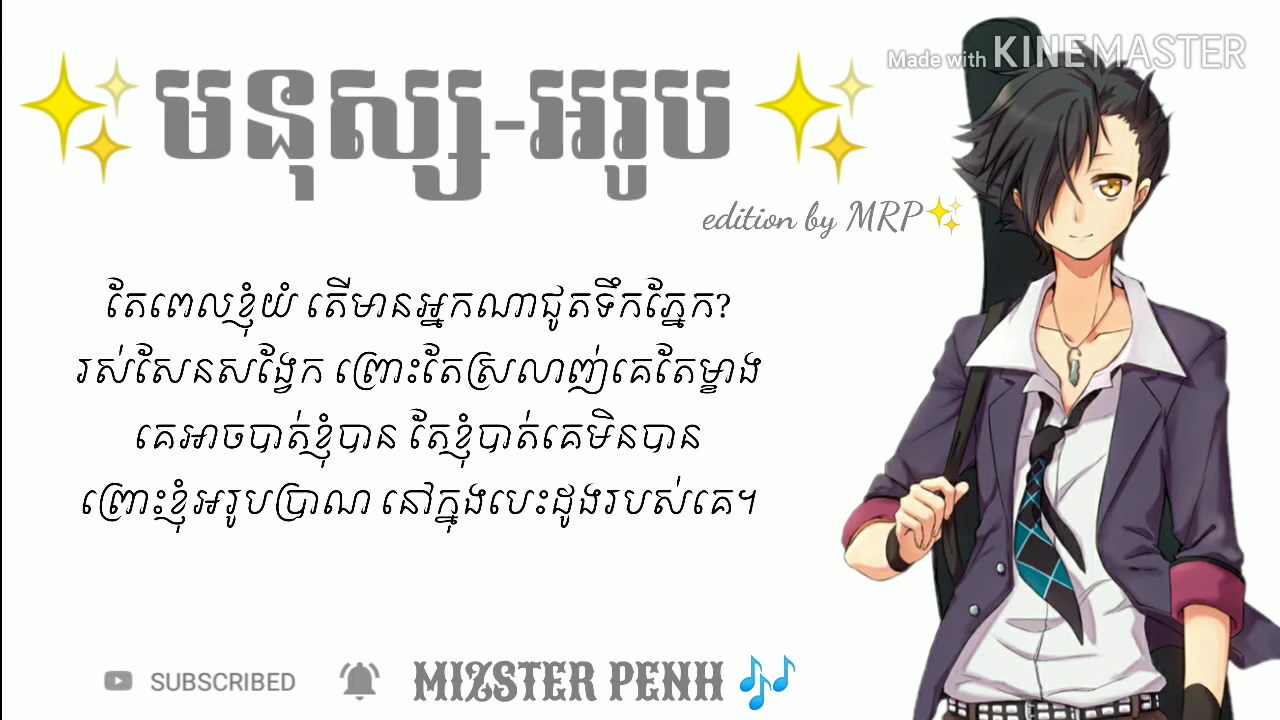 Made with KINEMASTER
មនុស្ស-អរូប
edition by MRP
តែពេលខ្ញុំយំ តើមានអ្នកណាជូតទឹកភ្នែក?
រស់សែនសង្វែក ព្រោះតែស្រលាញ់គេតែម្ខាង
គេអាចបាត់ខ្ញុំបាន តែខ្ញុំបាត់គេមិនបាន
ព្រោះខ្ញុំអរូបប្រាណ នៅក្នុងបេះដូងរបស់គេ។
SUBSCRIBED
MIZSTER PENH